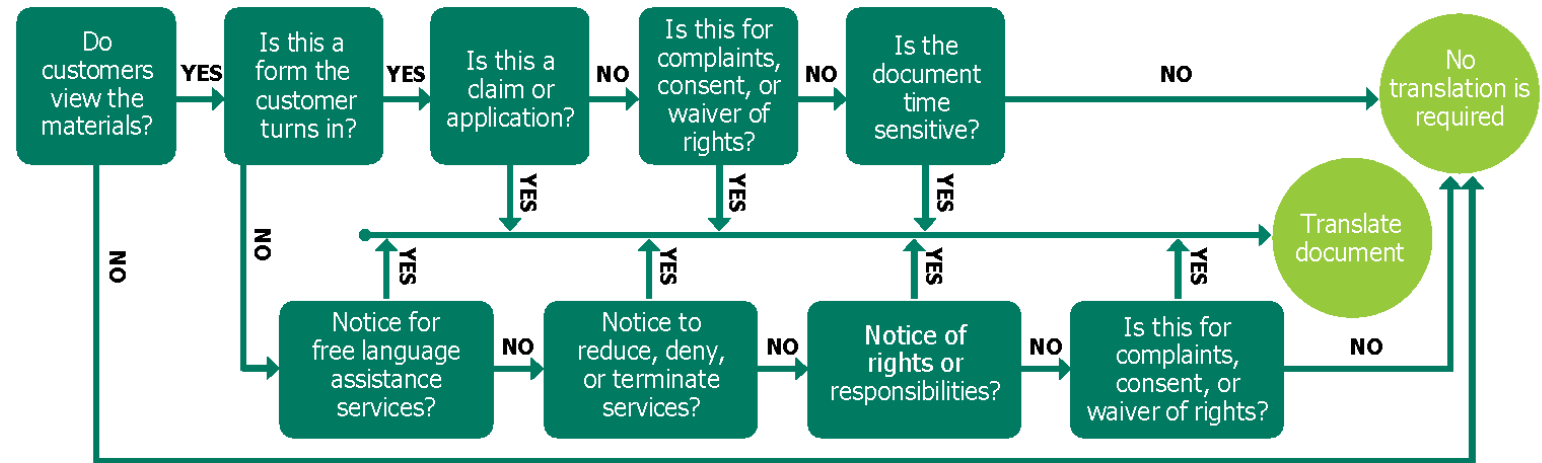 Do
customers
view the
materials?
YES
Is this a
form the
customer
turns in?
YES
Is this a
claim or
application?
NO
Is this for
complaints,
consent, or
waiver of
rights?
NO
Is the
document
time
sensitive?
NO
No
translation is
required
YES
YES
YES
Translate
document
NO
NO
YES
YES
YES
YES
Notice for
free language
assistance
services?
NO
Notice to
reduce, deny,
or terminate
services?
NO
Notice of
rights or
responsibilities?
NO
Is this for
complaints,
consent, or
waiver of rights?
NO